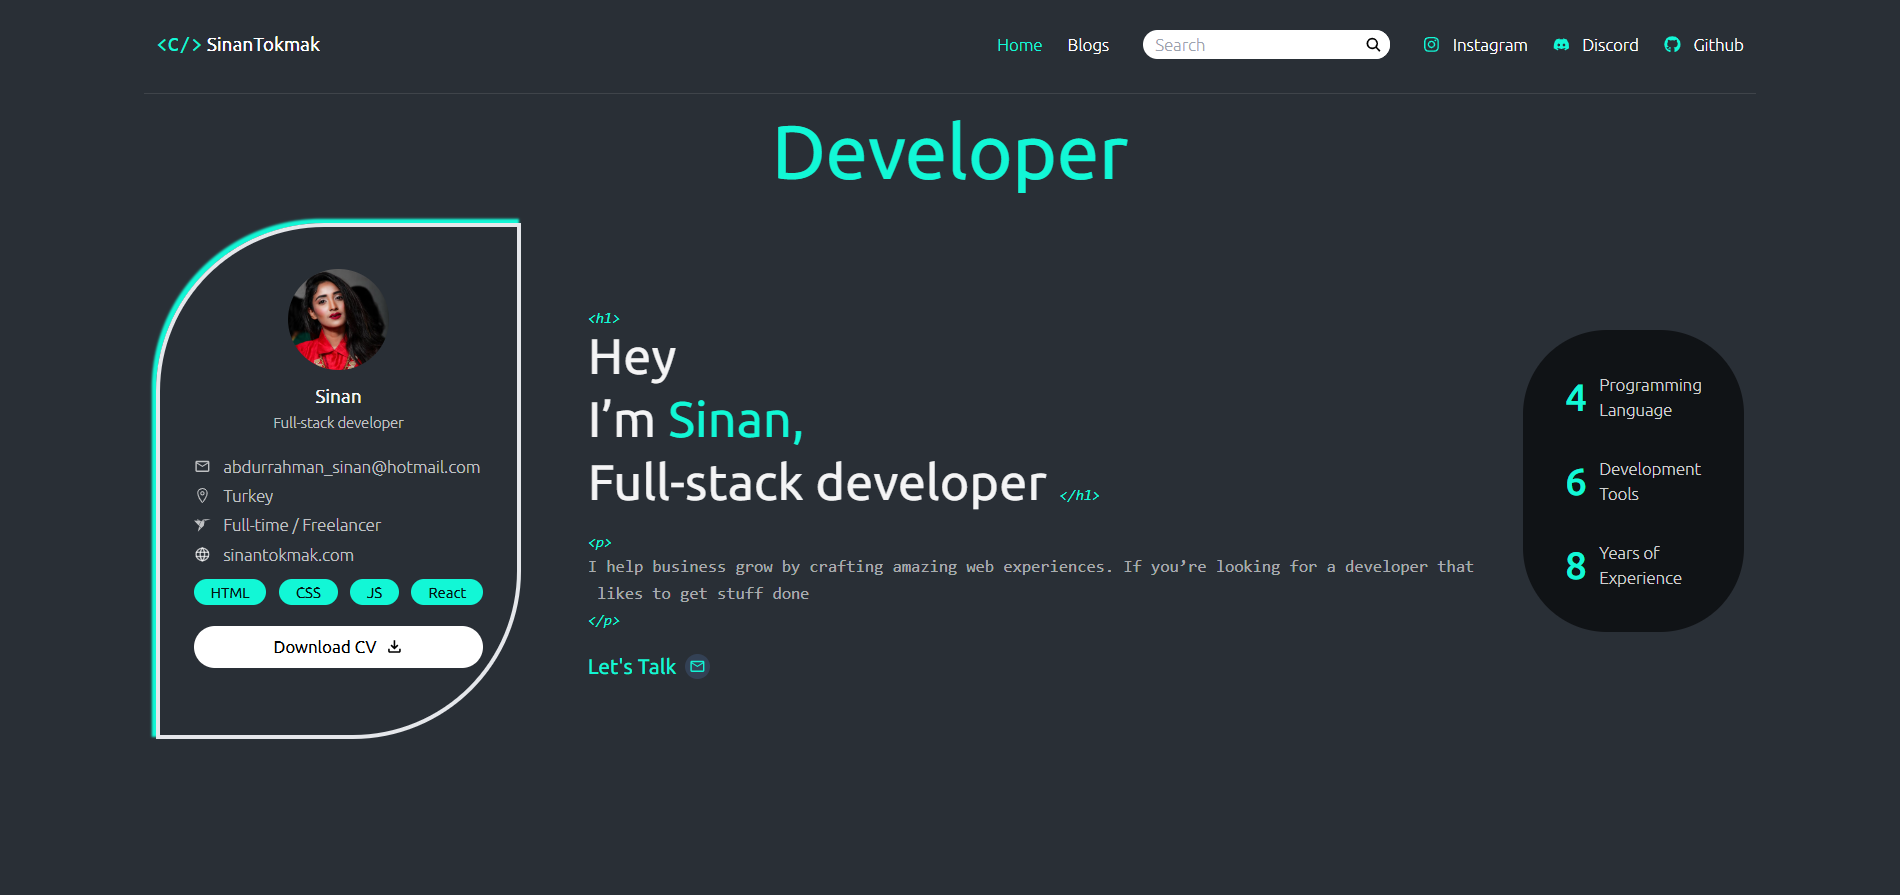 <C/> SinanTokmak
Home
Blogs
Search
Instagram
Discord
Github
Developer
Sinan
Full-stack developer
abdurrahman_sinan@hotmail.com
Turkey
Full-time / Freelancer
sinantokmak.com
HTML
CSS
JS
React
Download CV
<h1>
Hey
I’m Sinan,
Full-stack developer </h1>
<p>
I help business grow by crafting amazing web experiences. If you’re looking for a developer that
likes to get stuff done
</p>
Let's Talk
4 Programming
Language
6 Development
Tools
8 Years of
Experience